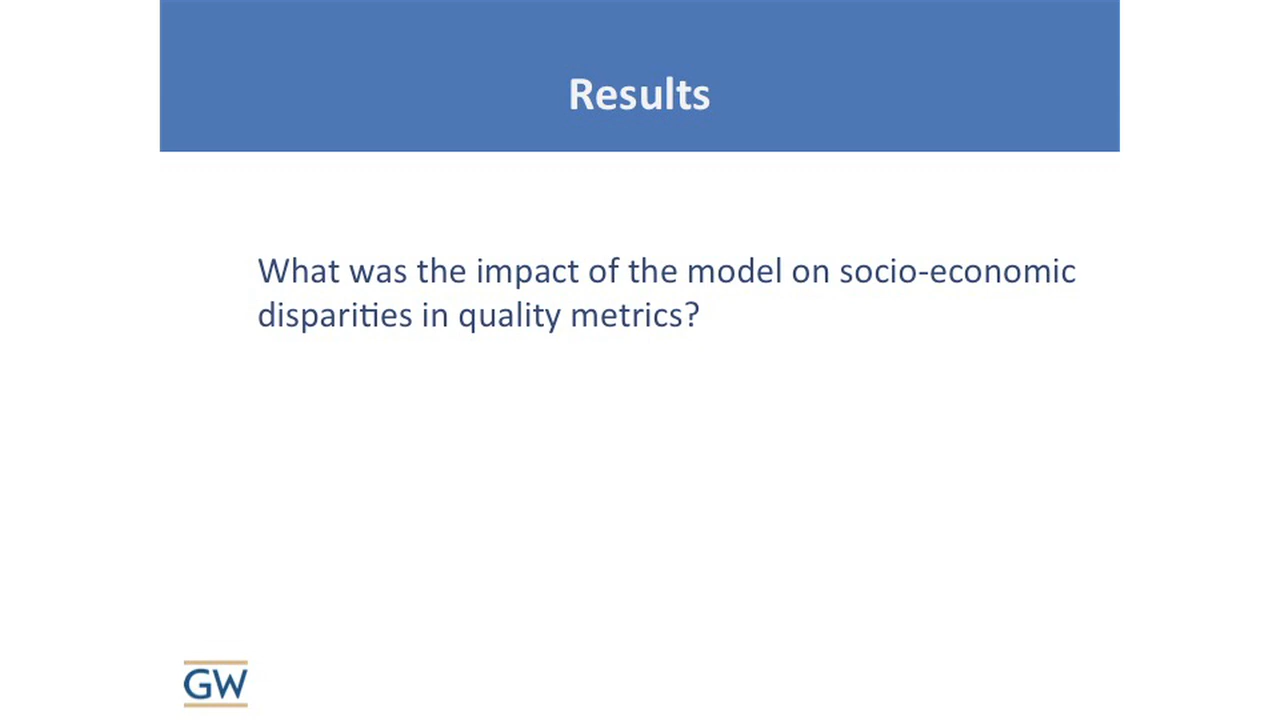 Results
What was the impact of the model on socio-economic
disparities in quality metrics?
GW